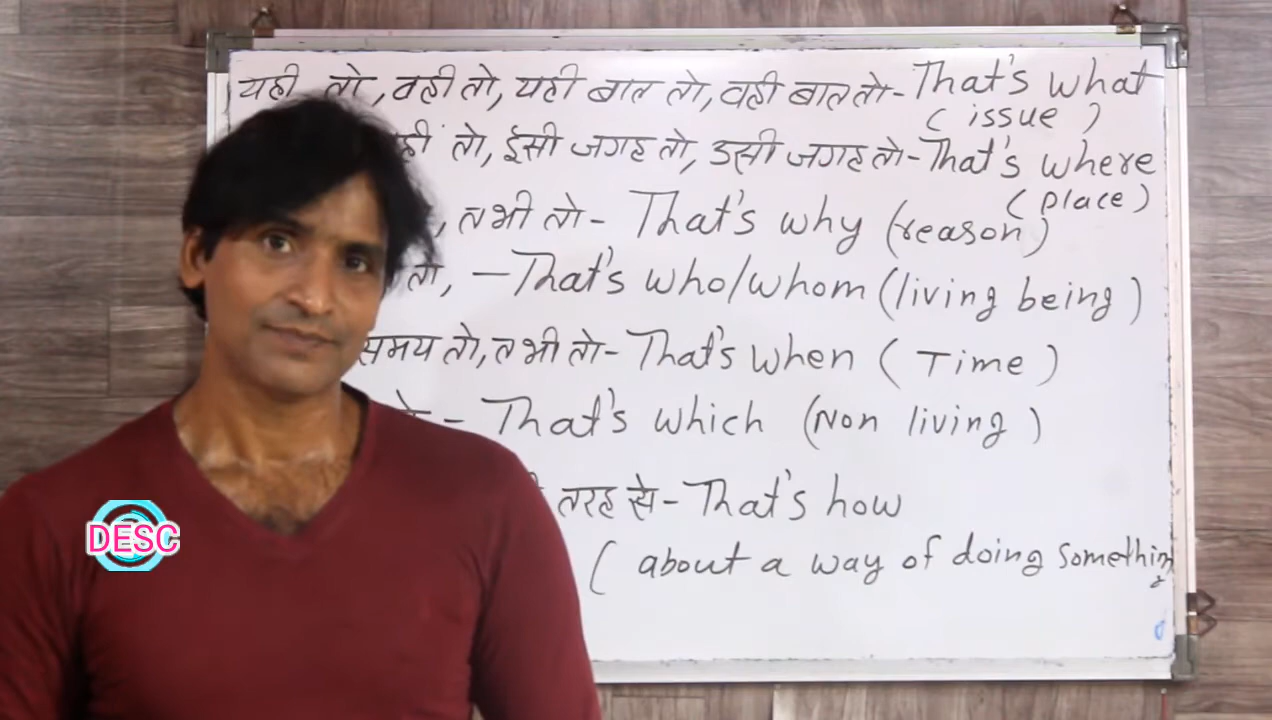 यही तो, वही तो, यही बात तो, वही बात तो- That's what
(issue)
तो, इसी जगह तो, उसी जगह तो- That's where
(place)
, तभी तो- That's why (reason)
तो, - That's who/whom (living being)
समय तो, तभी तो- That's when (Time)
- That's which (Non living)
तरह से- That's how
(about a way of doing something
DESC